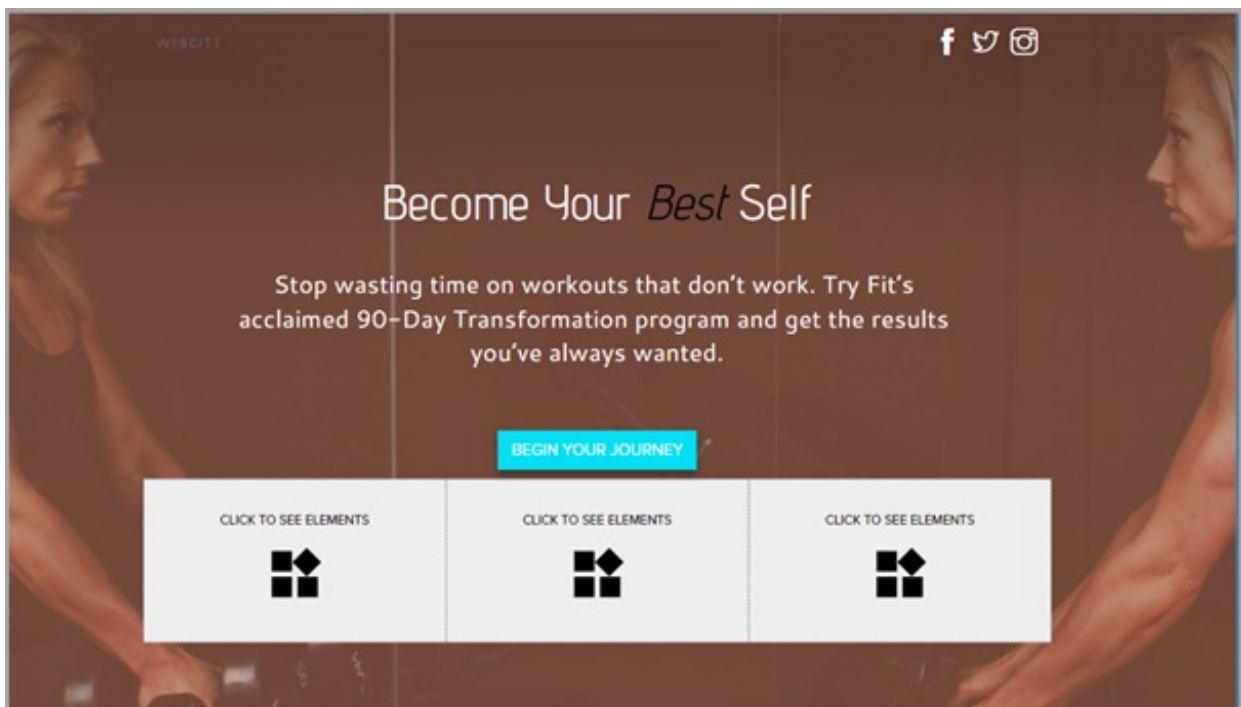 WEBCITE
Become Your Best Self
Stop wasting time on workouts that don't work. Try Fit's
acclaimed 90-Day Transformation program and get the results
you've always wanted.
BEGIN YOUR JOURNEY
CLICK TO SEE ELEMENTS
CLICK TO SEE ELEMENTS
CLICK TO SEE ELEMENTS